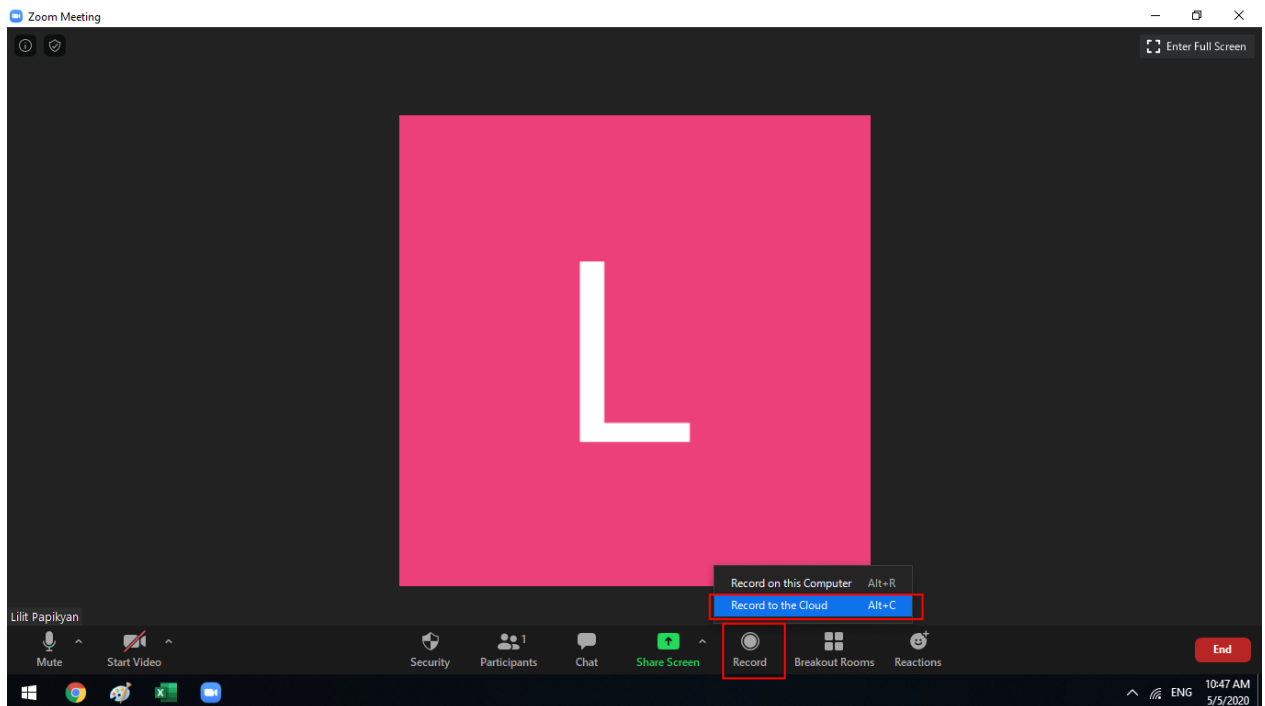 Zoom Meeting
Enter Full Screen
L
Record on this Computer Alt+R
Record to the Cloud Alt+C
Lilit Papikyan
1
Mute Start Video Security Participants Chat Share Screen Record Breakout Rooms Reactions End
ENG 10:47 AM
5/5/2020